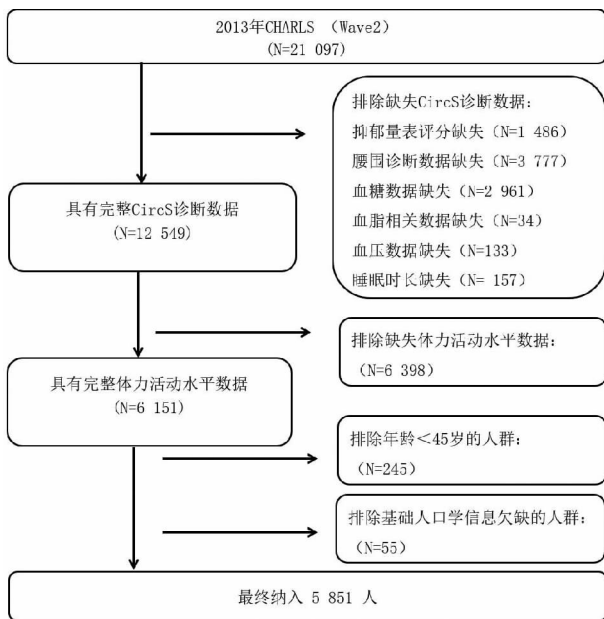 2013年CHARLS （Wave2）
(N=21 097)
排除缺失CircS诊断数据：
抑郁量表评分缺失（N=1 486）
腰围诊断数据缺失（N=3 777）
血糖数据缺失（N=2 961）
血脂相关数据缺失（N=34）
血压数据缺失（N=133）
睡眠时长缺失（N= 157）
具有完整CircS诊断数据
(N=12 549)
排除缺失体力活动水平数据：
（N=6 398）
具有完整体力活动水平数据
(N=6 151)
排除年龄＜45岁的人群：
（N=245）
排除基础人口学信息欠缺的人群：
（N=55）
最终纳入 5 851 人